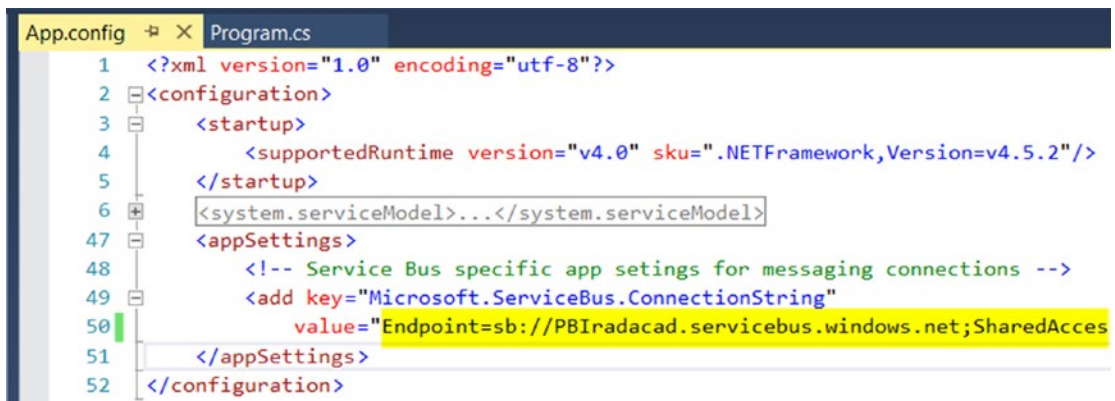 App.config Program.cs
1 <?xml version="1.0" encoding="utf-8"?>
2 <configuration>
3 <startup>
4 <supportedRuntime version="v4.0" sku=".NETFramework,Version=v4.5.2"/>
5 </startup>
6 <system.serviceModel>...</system.serviceModel>
47 <appSettings>
48 <!-- Service Bus specific app setings for messaging connections -->
49 <add key="Microsoft.ServiceBus.ConnectionString"
50 value="Endpoint=sb://PBIradacad.servicebus.windows.net;SharedAcces
51 </appSettings>
52 </configuration>